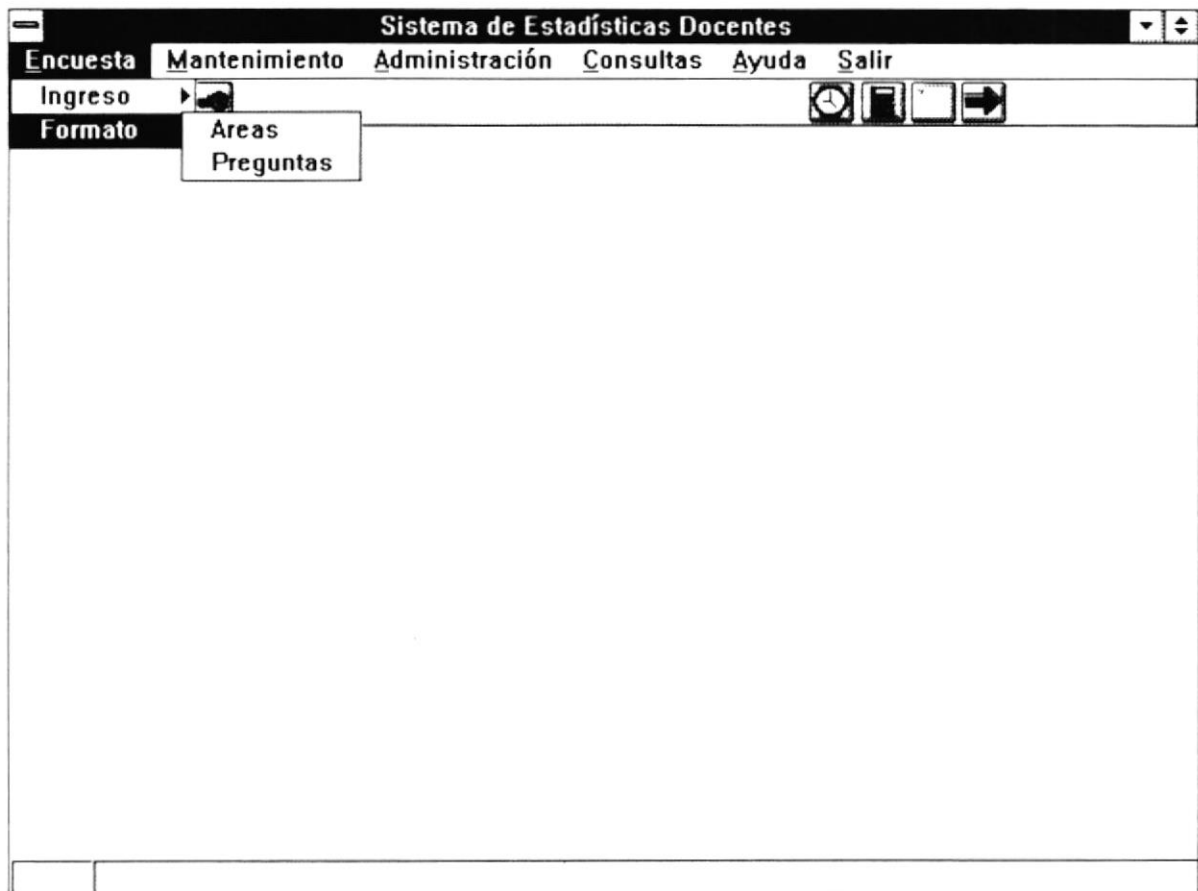 Sistema de Estadísticas Docentes
Encuesta Mantenimiento Administración Consultas Ayuda Salir
Ingreso
Formato
Areas
Preguntas